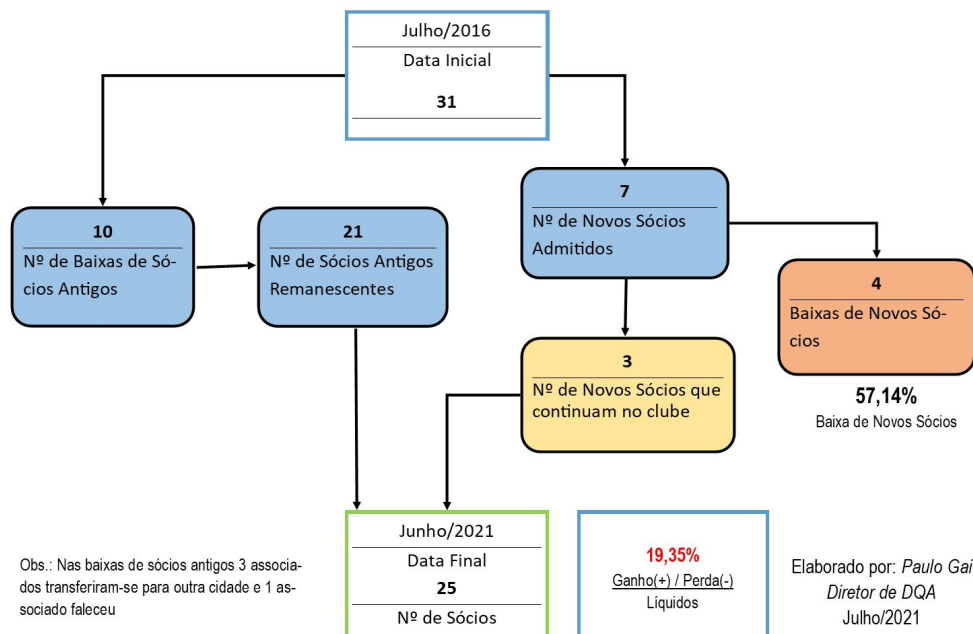 Julho/2016
Data Inicial
31
10
Nº de Baixas de Só-
cios Antigos
21
Nº de Sócios Antigos
Remanescentes
7
Nº de Novos Sócios
Admitidos
4
Baixas de Novos Só-
cios
57,14%
Baixa de Novos Sócios
3
Nº de Novos Sócios que
continuam no clube
Junho/2021
Data Final
25
Nº de Sócios
19,35%
Ganho(+) / Perda(-)
Líquidos
Obs.: Nas baixas de sócios antigos 3 associa-
dos transferiram-se para outra cidade e 1 as-
sociado faleceu
Elaborado por: Paulo Gai
Diretor de DQA
Julho/2021